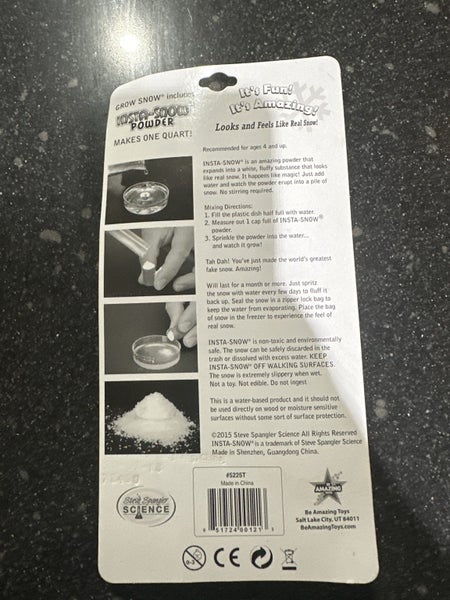 GROW SNOW® includes
INSTA-SNOW
POWDER
MAKES ONE QUART!
It's Fun!
It's Amazing!
Looks and Feels Like Real Snow!
Recommended for ages 4 and up.
INSTA-SNOW® is an amazing powder that
expands into a white, fluffy substance that looks
like real snow. It happens like magic! Just add
water and watch the powder erupt into a pile of
snow. No stirring required.
Mixing Directions:
1. Fill the plastic dish half full with water.
2. Measure out 1 cap full of INSTA-SNOW®
powder.
3. Sprinkle the powder into the water...
and watch it grow!
Tah Dah! You've just made the world's greatest
fake snow. Amazing!
Will last for a month or more. Just spritz
the snow with water every few days to fluff it
back up. Seal the snow in a zipper lock bag to
keep the water from evaporating. Place the bag
of snow in the freezer to experience the feel of
real snow.
INSTA-SNOW® is non-toxic and environmentally
safe. The snow can be safely discarded in the
trash or dissolved with excess water. KEEP
INSTA-SNOW® OFF WALKING SURFACES.
The snow is extremely slippery when wet.
Not a toy. Not edible. Do not ingest
This is a water-based product and it should not
be used directly on wood or moisture sensitive
surfaces without some sort of surface protection.
©2015 Steve Spangler Science All Rights Reserved
INSTA-SNOW® is a trademark of Steve Spangler Science
Made in Shenzhen, Guangdong China.
Steve Spangler
SCIENCE
#5225T
Made in China
51724 00121
BE
AMAZING
Be Amazing Toys
Salt Lake City, UT 84011
BeAmazingToys.com
0-3
CE